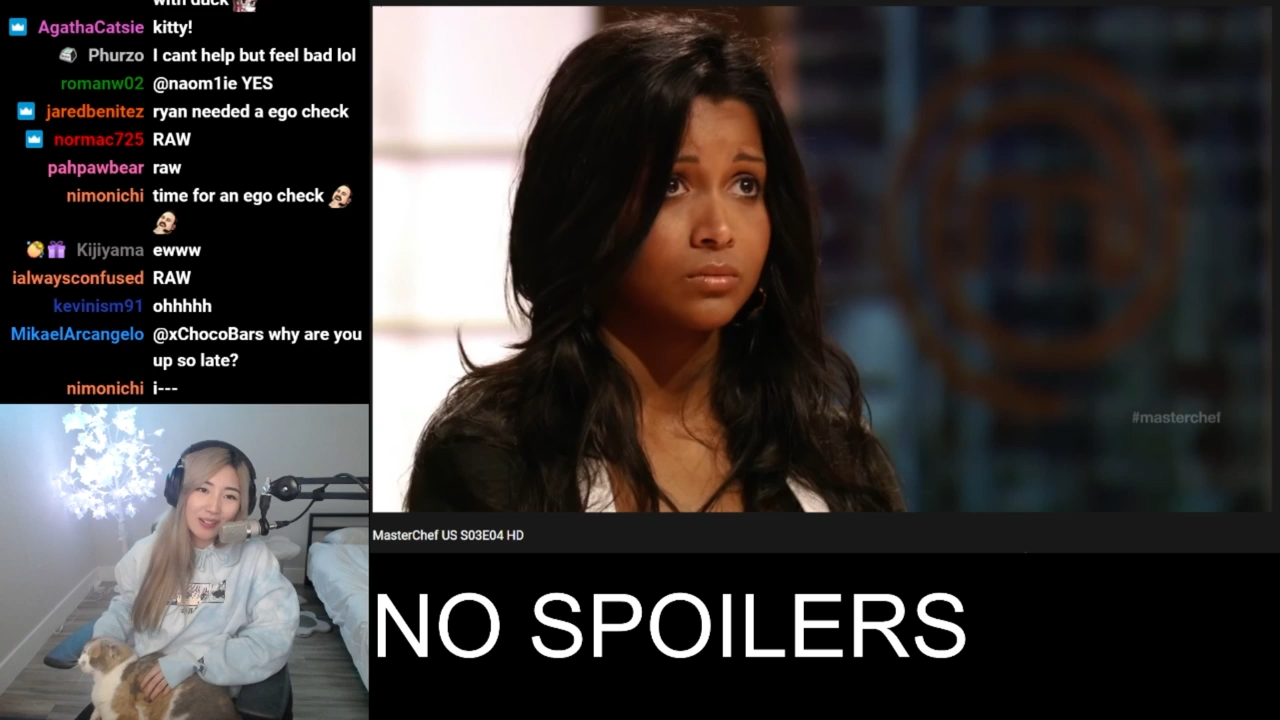 with duck
AgathaCatsie kitty!
Phurzo I cant help but feel bad lol
romanw02 @naom1ie YES
jaredbenitez ryan needed a ego check
normac725 RAW
pahpawbear raw
nimonichi time for an ego check
Kijiyama ewww
ialwaysconfused RAW
kevinism91 ohhhhh
MikaelArcangelo @xChocoBars why are you
up so late?
nimonichi i---
#masterchef
MasterChef US S03E04 HD
NO SPOILERS